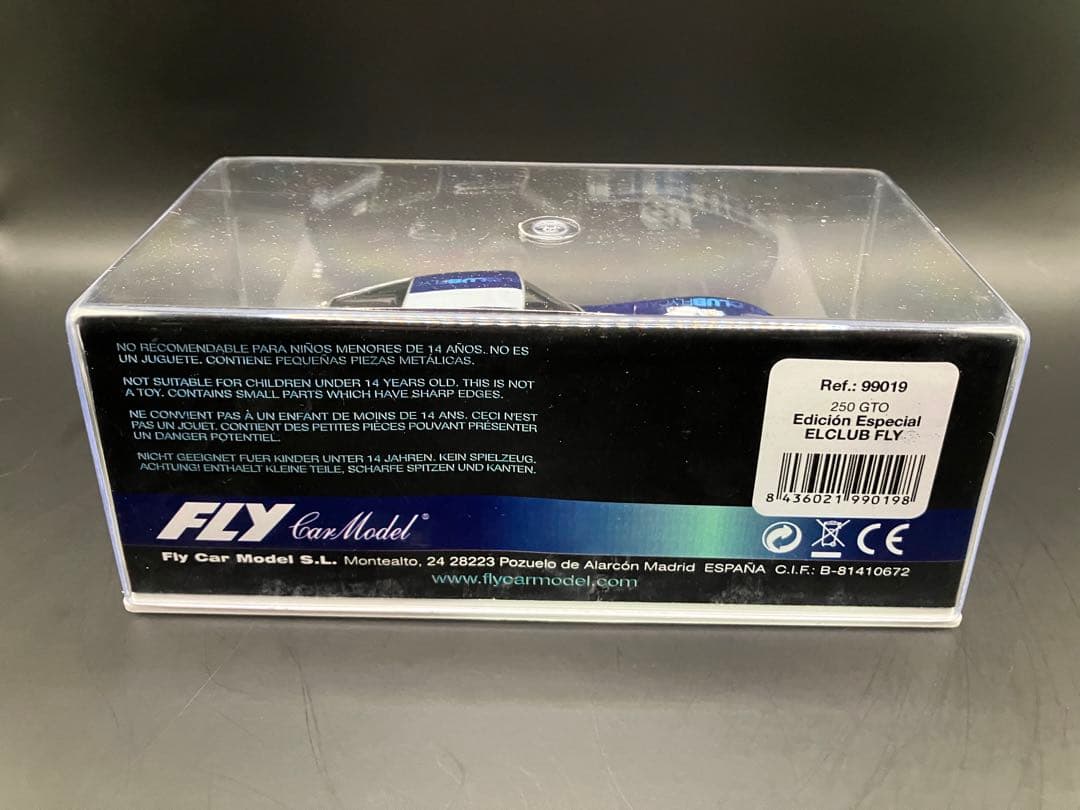 CLUBFLY
CLUBFLY
NO RECOMENDABLE PARA NIÑOS MENORES DE 14 AÑOS. NO ES
UN JUGUETE. CONTIENE PEQUEÑAS PIEZAS METÁLICAS.
NOT SUITABLE FOR CHILDREN UNDER 14 YEARS OLD. THIS IS NOT
A TOY. CONTAINS SMALL PARTS WHICH HAVE SHARP EDGES.
NE CONVIENT PAS À UN ENFANT DE MOINS DE 14 ANS. CECI N'EST
PAS UN JOUET. CONTIENT DES PETITES PIÈCES POUVANT PRÉSENTER
UN DANGER POTENTIEL.
NICHT GEEIGNET FUER KINDER UNTER 14 JAHREN. KEIN SPIELZEUG.
ACHTUNG! ENTHAELT KLEINE TEILE, SCHARFE SPITZEN UND KANTEN.
Ref.: 99019
250 GTO
Edición Especial
ELCLUB FLY
8 436021 990198
FLY Car Model®
CE
Fly Car Model S.L. Montealto, 24 28223 Pozuelo de Alarcón Madrid ESPAÑA C.I.F.: B-81410672
www.flycarmodel.com